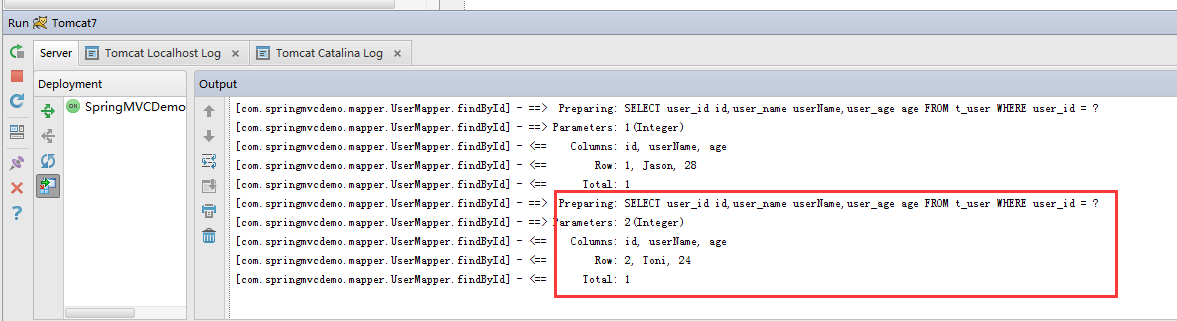 Run Tomcat7
Server Tomcat Localhost Log Tomcat Catalina Log
Deployment
OK SpringMVCDemo
Output
[com.springmvcdemo.mapper.UserMapper.findById] - ==>  Preparing: SELECT user_id id,user_name userName,user_age age FROM t_user WHERE user_id = ?
[com.springmvcdemo.mapper.UserMapper.findById] - ==> Parameters: 1(Integer)
[com.springmvcdemo.mapper.UserMapper.findById] - <==    Columns: id, userName, age
[com.springmvcdemo.mapper.UserMapper.findById] - <==        Row: 1, Jason, 28
[com.springmvcdemo.mapper.UserMapper.findById] - <==      Total: 1
[com.springmvcdemo.mapper.UserMapper.findById] - ==>  Preparing: SELECT user_id id,user_name userName,user_age age FROM t_user WHERE user_id = ?
[com.springmvcdemo.mapper.UserMapper.findById] - ==> Parameters: 2(Integer)
[com.springmvcdemo.mapper.UserMapper.findById] - <==    Columns: id, userName, age
[com.springmvcdemo.mapper.UserMapper.findById] - <==        Row: 2, Toni, 24
[com.springmvcdemo.mapper.UserMapper.findById] - <==      Total: 1